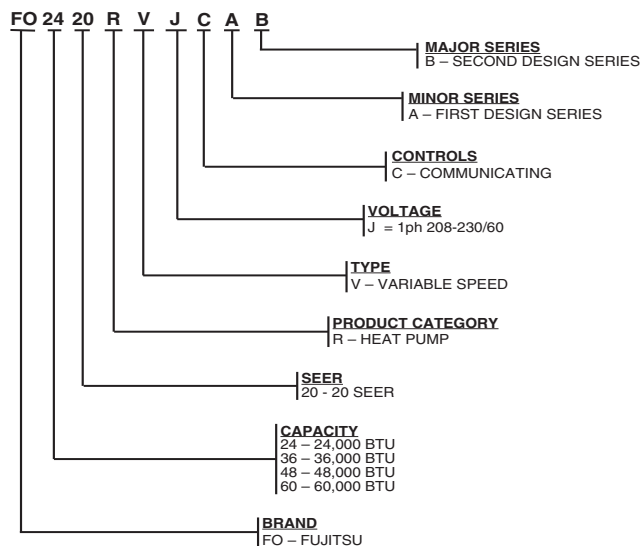 FO 24 20 R V J C A B
MAJOR SERIES
B – SECOND DESIGN SERIES
MINOR SERIES
A – FIRST DESIGN SERIES
CONTROLS
C – COMMUNICATING
VOLTAGE
J = 1ph 208-230/60
TYPE
V – VARIABLE SPEED
PRODUCT CATEGORY
R – HEAT PUMP
SEER
20 - 20 SEER
CAPACITY
24 – 24,000 BTU
36 – 36,000 BTU
48 – 48,000 BTU
60 – 60,000 BTU
BRAND
FO – FUJITSU